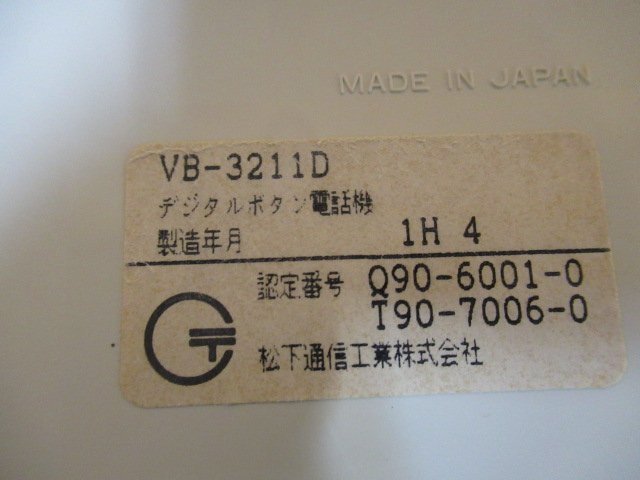 MADE IN JAPAN
VB-3211D
デジタルボタン電話機
製造年月 1H 4
認定番号 Q90-6001-0
T90-7006-0
松下通信工業株式会社